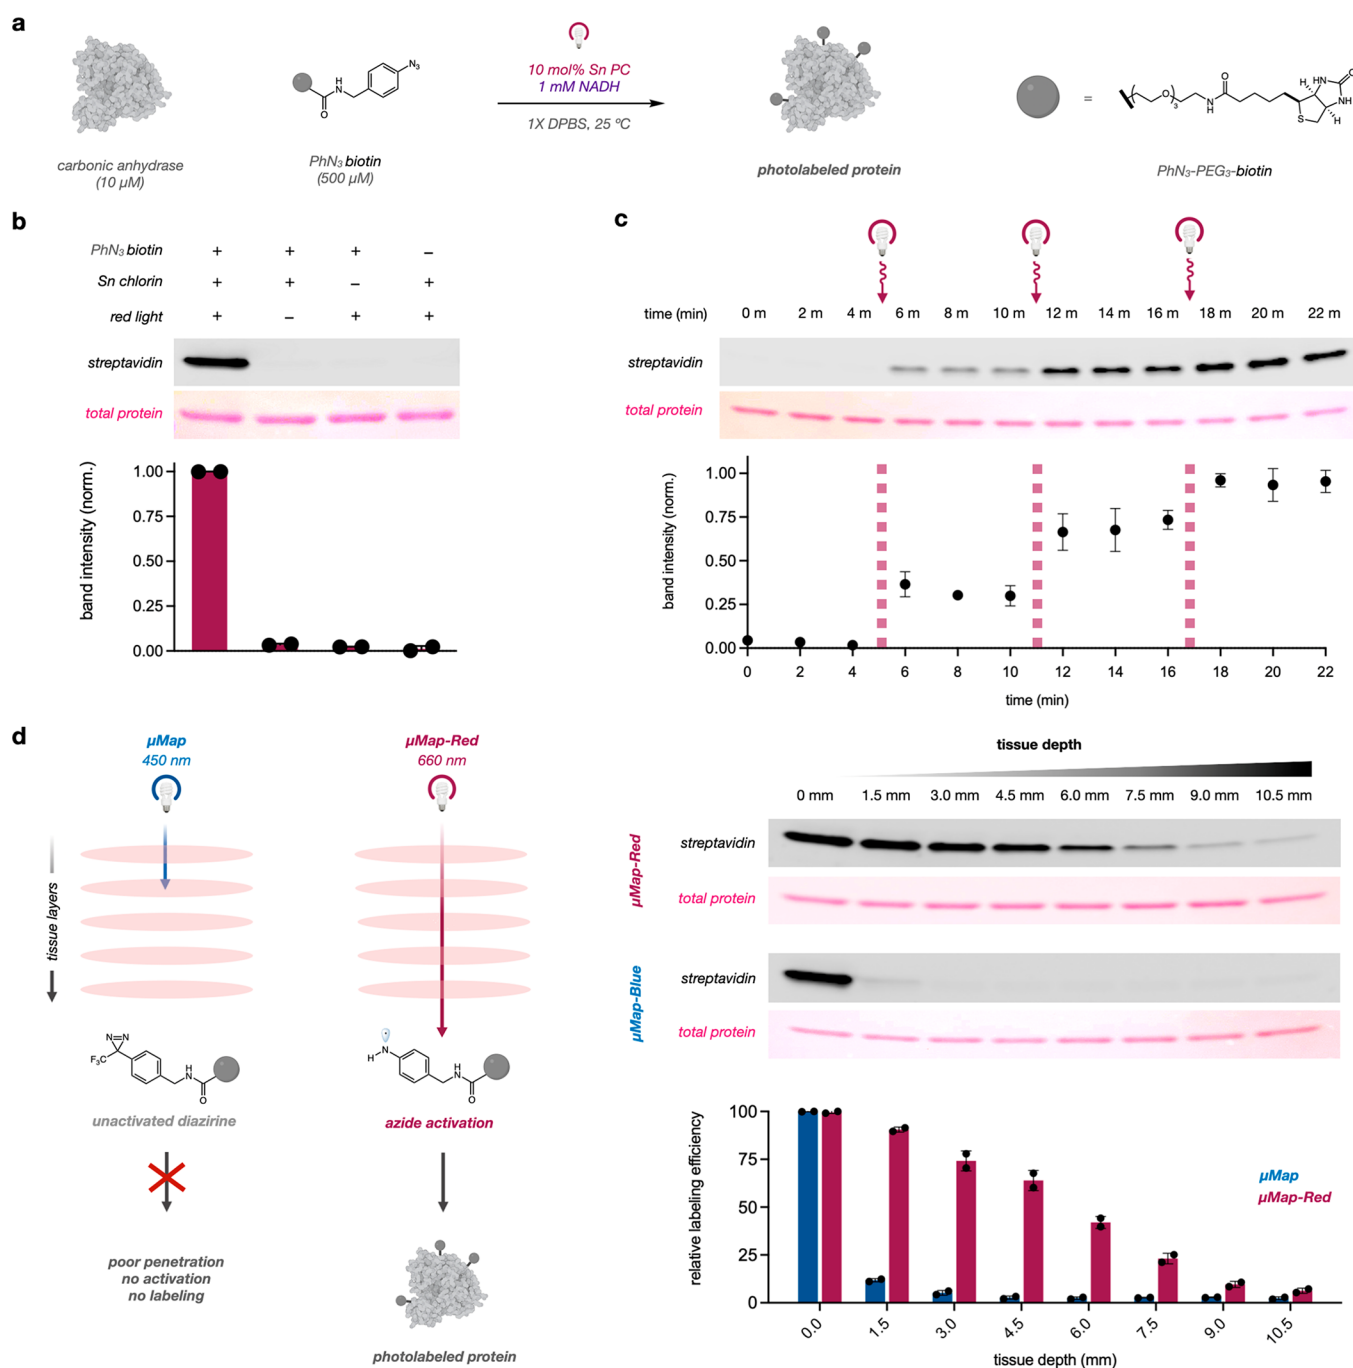 a
carbonic anhydrase
(10 µM)
N
H
O
N₃
PhN₃ biotin
(500 µM)
10 mol% Sn PC
1 mM NADH
1X DPBS, 25 ºC
photolabeled protein
=
O
3
N
H
O
S
H
H
HN
NH
O
PhN₃-PEG₃-biotin
b
PhN₃ biotin + + + –
Sn chlorin + + – +
red light + – + +
streptavidin
total protein
band intensity (norm.)
1.00
0.75
0.50
0.25
0.00
c
time (min) 0 m 2 m 4 m 6 m 8 m 10 m 12 m 14 m 16 m 18 m 20 m 22 m
streptavidin
total protein
band intensity (norm.)
1.00
0.75
0.50
0.25
0.00
0 2 4 6 8 10 12 14 16 18 20 22
time (min)
d
µMap
450 nm
µMap-Red
660 nm
tissue layers
N=N
F₃C
H
N
O
unactivated diazirine
poor penetration
no activation
no labeling
H
N
H
N
O
azide activation
photolabeled protein
tissue depth
0 mm 1.5 mm 3.0 mm 4.5 mm 6.0 mm 7.5 mm 9.0 mm 10.5 mm
µMap-Red
streptavidin
total protein
µMap-Blue
streptavidin
total protein
relative labeling efficiency
100
75
50
25
0
µMap
µMap-Red
0.0 1.5 3.0 4.5 6.0 7.5 9.0 10.5
tissue depth (mm)